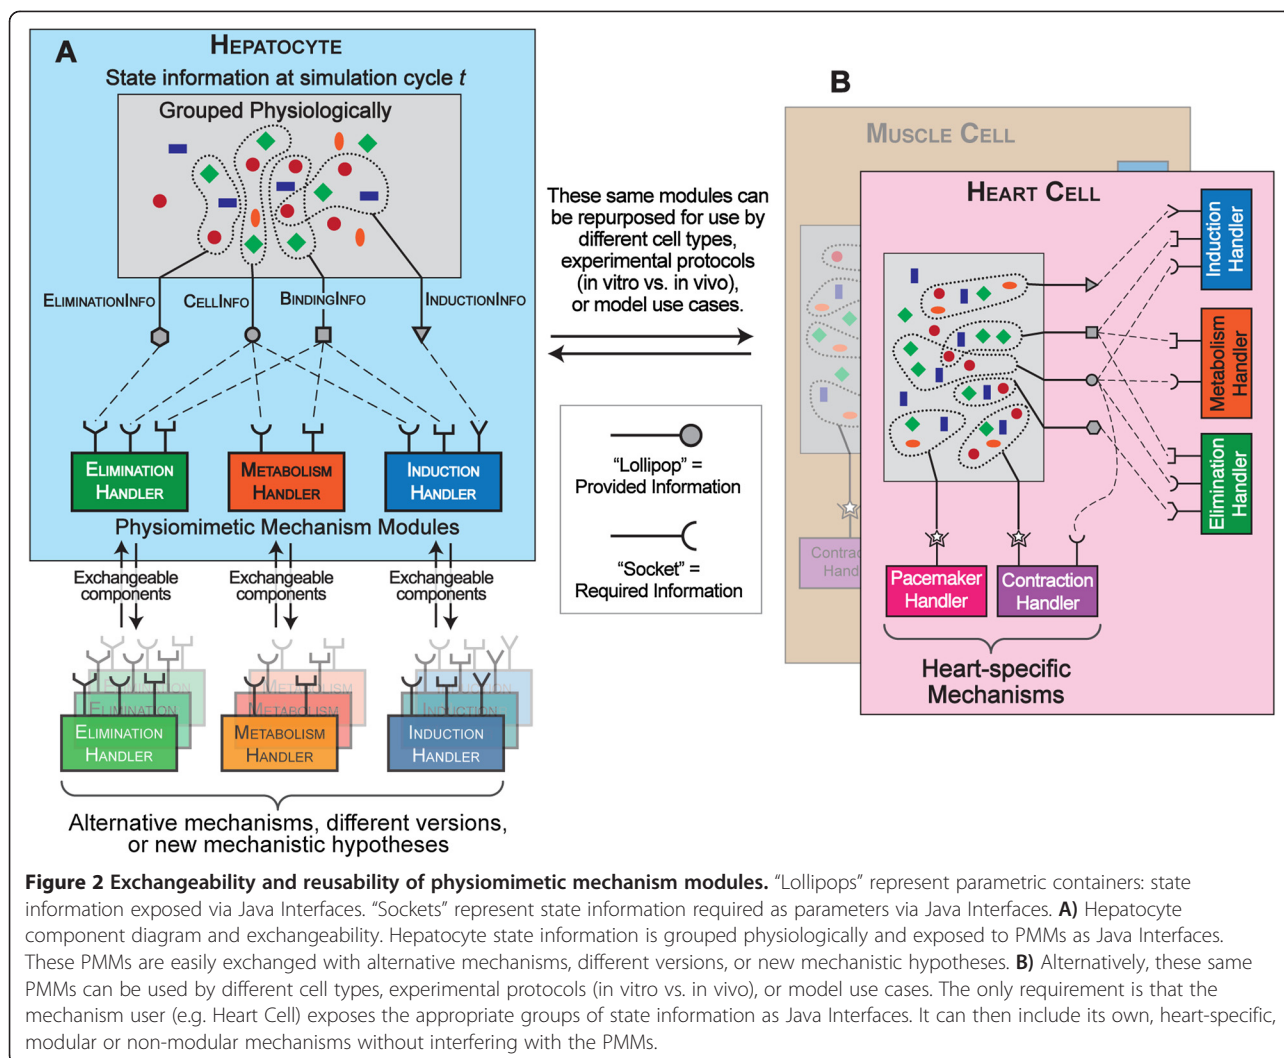 A
HEPATOCYTE
State information at simulation cycle t
Grouped Physiologically
ELIMINATIONINFO
CELLINFO
BINDINGINFO
INDUCTIONINFO
ELIMINATION
HANDLER
METABOLISM
HANDLER
INDUCTION
HANDLER
Physiomimetic Mechanism Modules
Exchangeable
components
Exchangeable
components
Exchangeable
components
ELIMINATION
ELIMINATION
ELIMINATION
HANDLER
METABOLISM
METABOLISM
METABOLISM
HANDLER
INDUCTION
INDUCTION
INDUCTION
HANDLER
Alternative mechanisms, different versions,
or new mechanistic hypotheses
These same modules can
be repurposed for use by
different cell types,
experimental protocols
(in vitro vs. in vivo),
or model use cases.
“Lollipop” =
Provided Information
“Socket” =
Required Information
B
MUSCLE CELL
HEART CELL
Induction
Handler
Metabolism
Handler
Elimination
Handler
Pacemaker
Handler
Contraction
Handler
Heart-specific
Mechanisms
Figure 2 Exchangeability and reusability of physiomimetic mechanism modules. “Lollipops” represent parametric containers: state
information exposed via Java Interfaces. “Sockets” represent state information required as parameters via Java Interfaces. A) Hepatocyte
component diagram and exchangeability. Hepatocyte state information is grouped physiologically and exposed to PMMs as Java Interfaces.
These PMMs are easily exchanged with alternative mechanisms, different versions, or new mechanistic hypotheses. B) Alternatively, these same
PMMs can be used by different cell types, experimental protocols (in vitro vs. in vivo), or model use cases. The only requirement is that the
mechanism user (e.g. Heart Cell) exposes the appropriate groups of state information as Java Interfaces. It can then include its own, heart-specific,
modular or non-modular mechanisms without interfering with the PMMs.